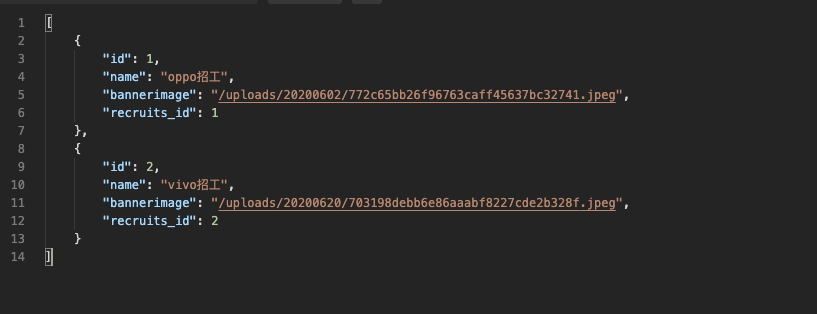 1 [
2 {
3 "id": 1,
4 "name": "oppo招工",
5 "bannerimage": "/uploads/20200602/772c65bb26f96763caff45637bc32741.jpeg",
6 "recruits_id": 1
7 },
8 {
9 "id": 2,
10 "name": "vivo招工",
11 "bannerimage": "/uploads/20200620/703198debb6e86aaabf8227cde2b328f.jpeg",
12 "recruits_id": 2
13 }
14 ]